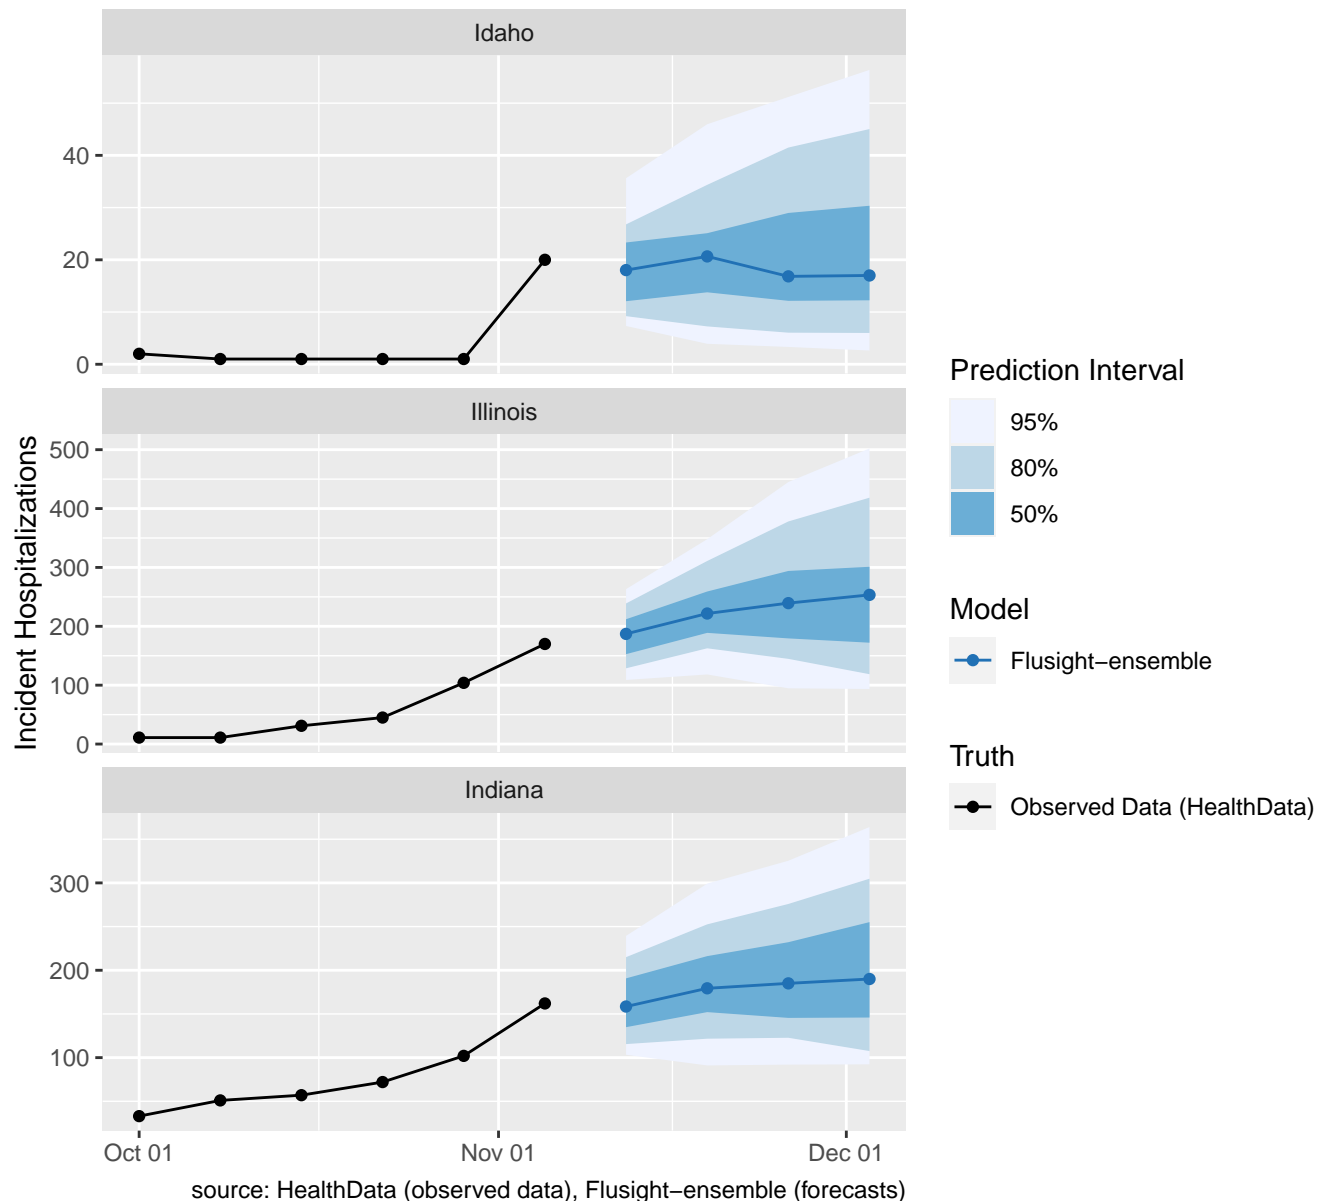 Idaho
40
20
0
Illinois
500
400
300
200
100
0
Indiana
300
200
100
Oct 01
Nov 01
Dec 01
Incident Hospitalizations
source: HealthData (observed data), Flusight−ensemble (forecasts)
Prediction Interval
95%
80%
50%
Model
Flusight−ensemble
Truth
Observed Data (HealthData)